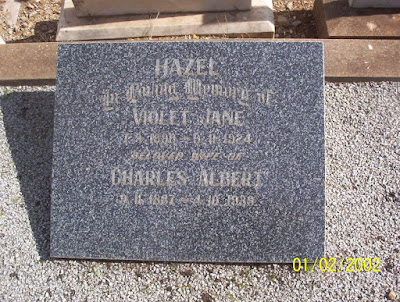 HAZEL
In Loving Memory of
VIOLET JANE
BELOVED WIFE OF
CHARLES ALBERT
01/02/2002